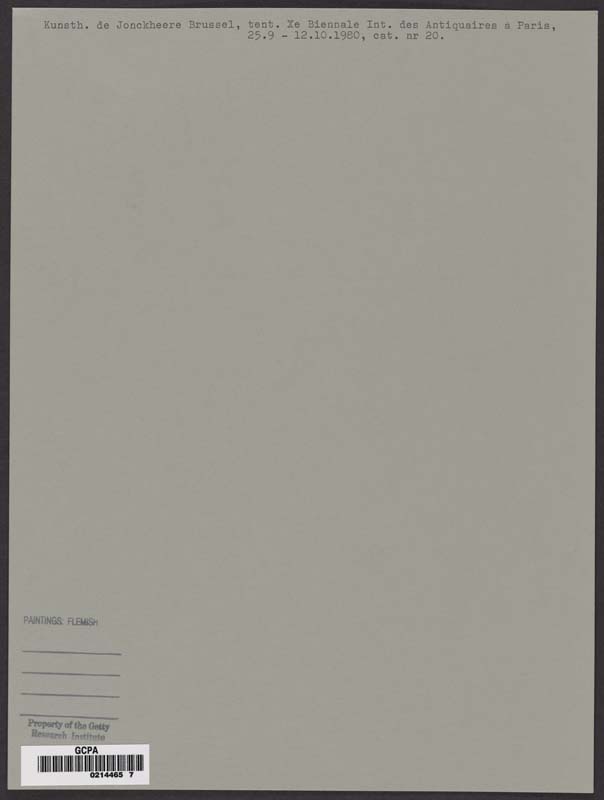 Kunsth. de Jonckheere Brussel, tent. Xe Biennale Int. des Antiquaires a Paris,
25.9 - 12.10.1980, cat. nr 20.
PAINTINGS: FLEMISH
Property of the Getty
Research Institute
GCPA
0214465 7